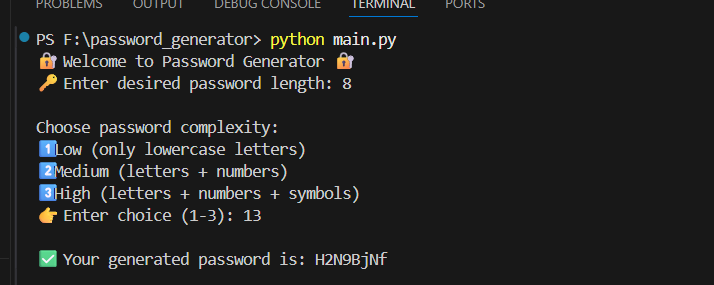 PROBLEMS OUTPUT DEBUG CONSOLE TERMINAL PORTS
PS F:\password_generator> python main.py
🔐 Welcome to Password Generator 🔐
🔑 Enter desired password length: 8
Choose password complexity:
1️⃣Low (only lowercase letters)
2️⃣Medium (letters + numbers)
3️⃣High (letters + numbers + symbols)
👉 Enter choice (1-3): 13
✅ Your generated password is: H2N9BjNf